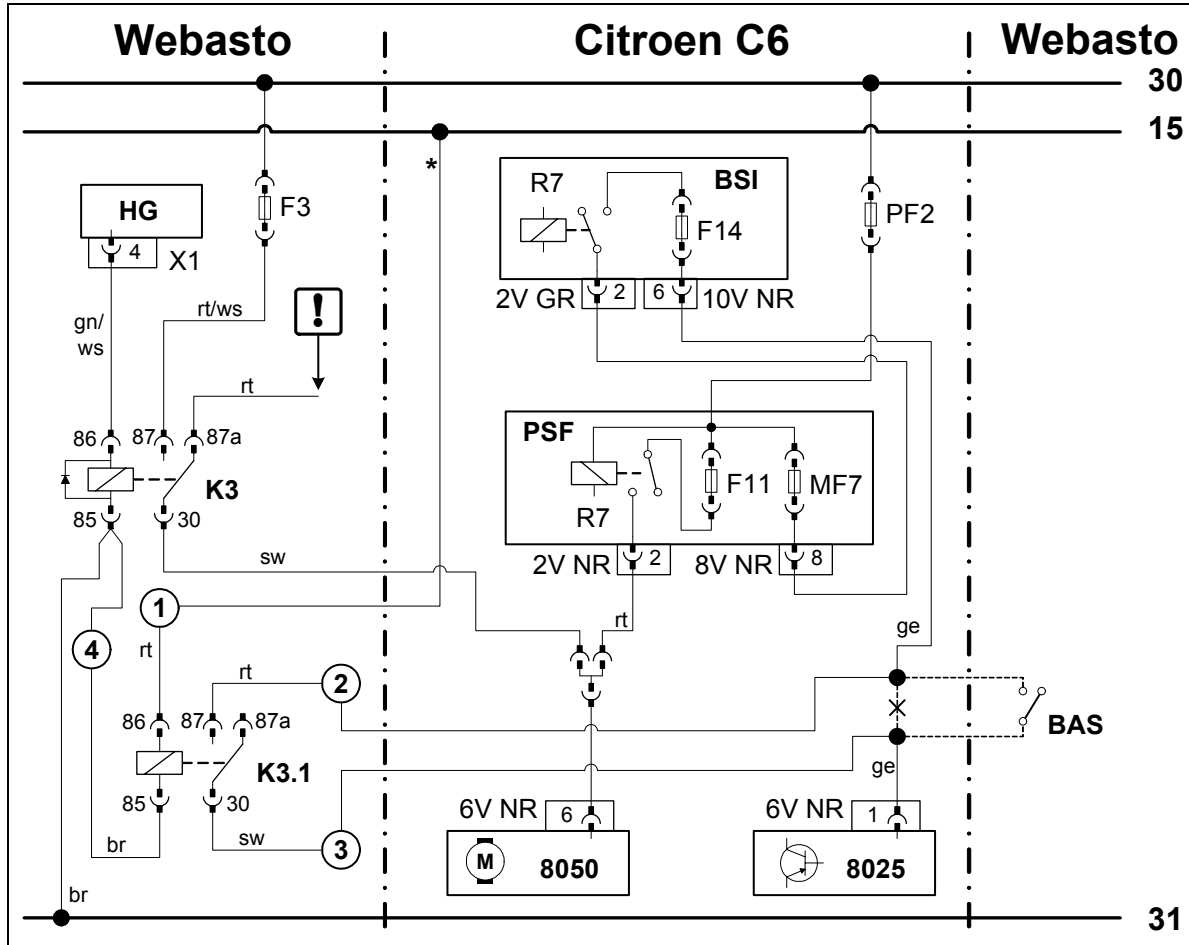 Webasto
Citroen C6
Webasto
30
15
*
HG
4
X1
F3
R7
BSI
F14
PF2
2V GR
2
6
10V NR
gn/
ws
rt/ws
!
rt
PSF
86
87
87a
K3
F11
MF7
R7
85
30
sw
2V NR
2
8V NR
8
1
rt
ge
4
rt
rt
2
86
87
87a
BAS
K3.1
ge
85
30
6V NR
6
6V NR
1
br
sw
3
M
8050
8025
br
31